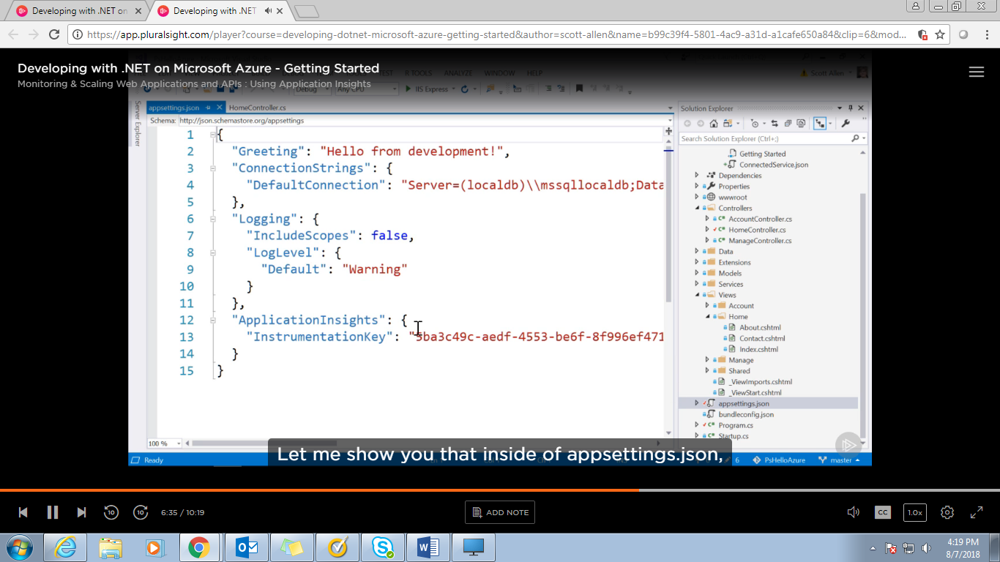 Developing with .NET on
Developing with .NET
https://app.pluralsight.com/player?course=developing-dotnet-microsoft-azure-getting-started&author=scott-allen&name=b99c39f4-5801-4ac9-a31d-a1cafe650a84&clip=6&mod...
Developing with .NET on Microsoft Azure - Getting Started
Monitoring & Scaling Web Applications and APIs : Using Application Insights
TEST R TOOLS ANALYZE WINDOW HELP
Scott Allen
Debug Any CPU IIS Express
Server Explorer
appsettings.json HomeController.cs
Schema: http://json.schemastore.org/appsettings
1 {
2 "Greeting": "Hello from development!",
3 "ConnectionStrings": {
4 "DefaultConnection": "Server=(localdb)\\mssqllocaldb;Data
5 },
6 "Logging": {
7 "IncludeScopes": false,
8 "LogLevel": {
9 "Default": "Warning"
10 }
11 },
12 "ApplicationInsights": {
13 "InstrumentationKey": "5ba3c49c-aedf-4553-be6f-8f996ef471
14 }
15 }
100 %
Solution Explorer
Search Solution Explorer (Ctrl+;)
Getting Started
ConnectedService.json
Dependencies
Properties
wwwroot
Controllers
AccountController.cs
HomeController.cs
ManageController.cs
Data
Extensions
Models
Services
Views
Account
Home
About.cshtml
Contact.cshtml
Index.cshtml
Manage
Shared
_ViewImports.cshtml
_ViewStart.cshtml
appsettings.json
bundleconfig.json
Program.cs
Startup.cs
Let me show you that inside of appsettings.json,
Ready
6 PsHelloAzure master
10 10 6:35 / 10:19
ADD NOTE
CC 1.0x
4:19 PM
8/7/2018